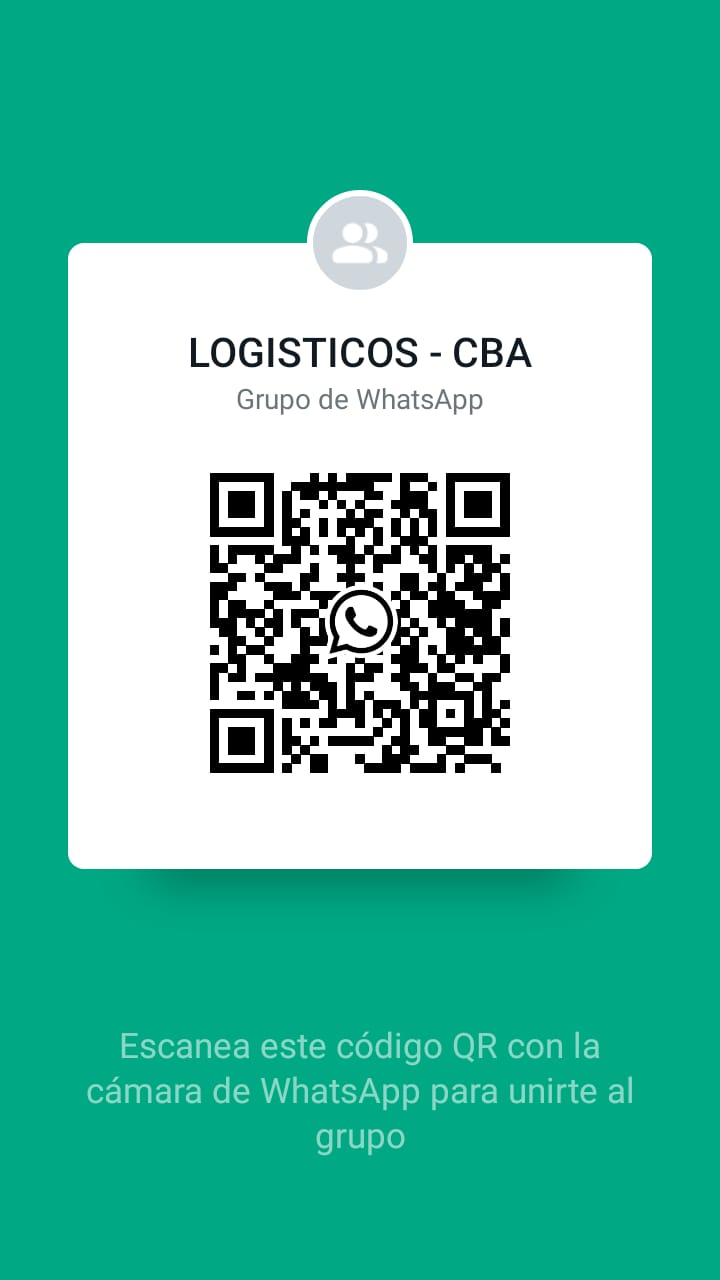 LOGISTICOS - CBA
Grupo de WhatsApp
Escanea este código QR con la
cámara de WhatsApp para unirte al
grupo